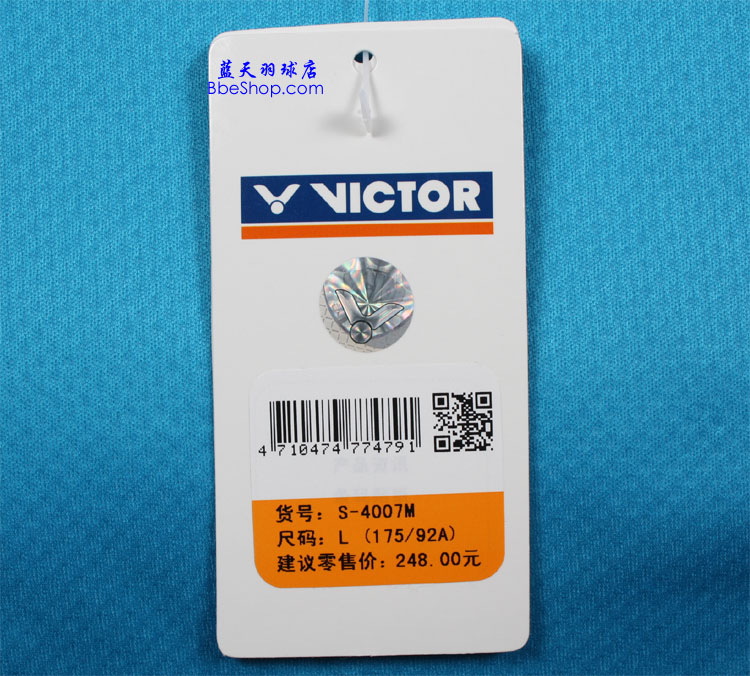 蓝天羽球店
BbeShop.com
VICTOR
4 710474 774791
货号: S-4007M
尺码: L (175/92A)
建议零售价: 248.00元